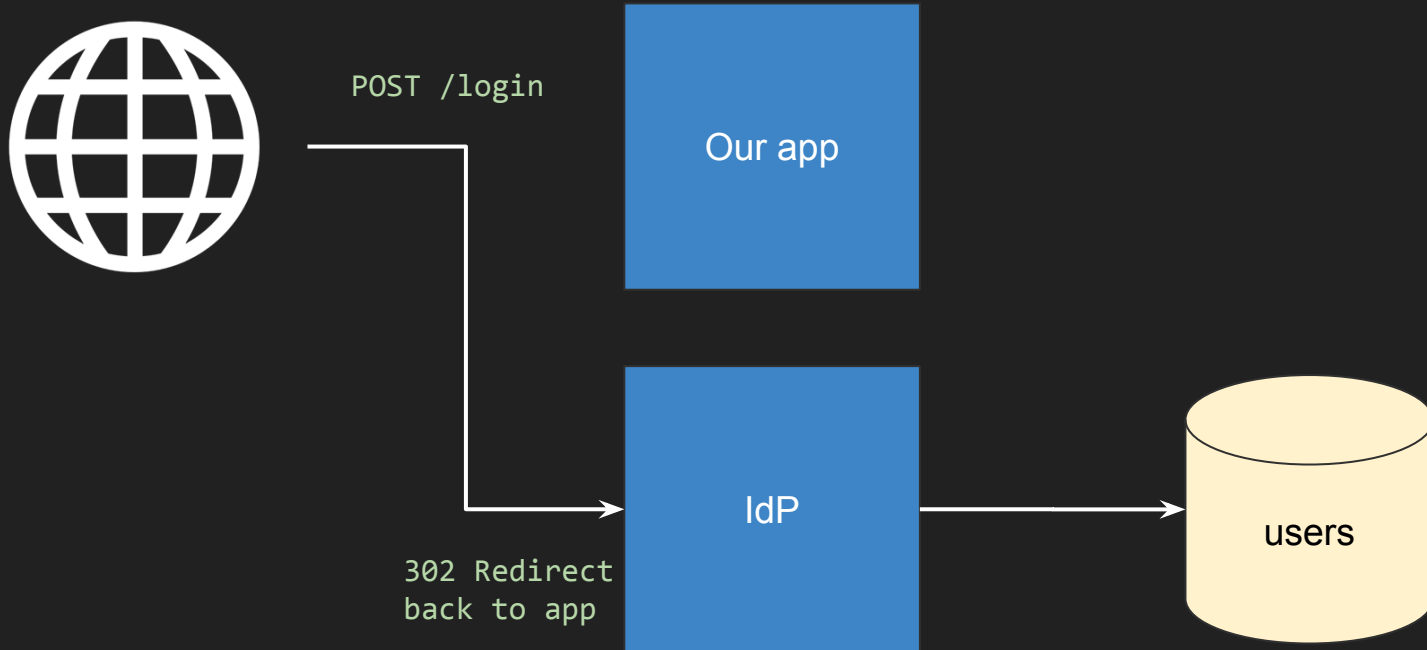 POST /login
Our app
IdP
users
302 Redirect
back to app